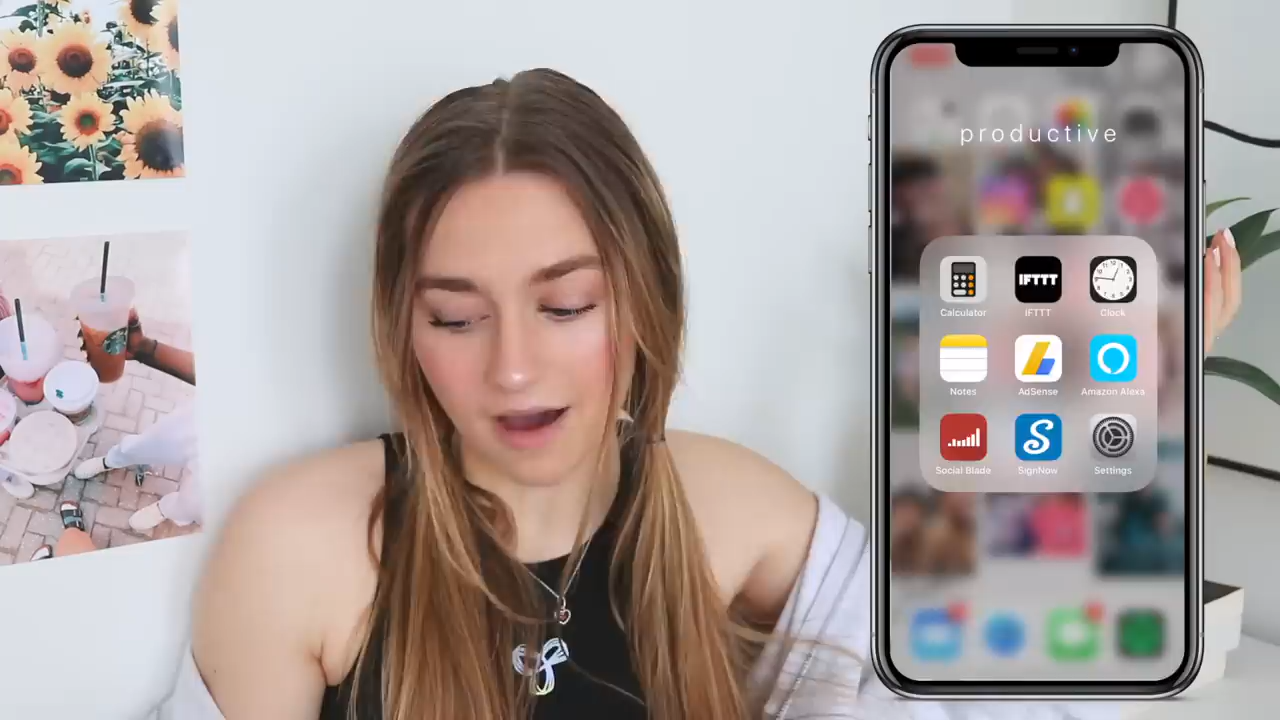 productive
IFTTT
Calculator IFTTT Clock
Notes AdSense Amazon Alexa
S
Social Blade SignNow Settings